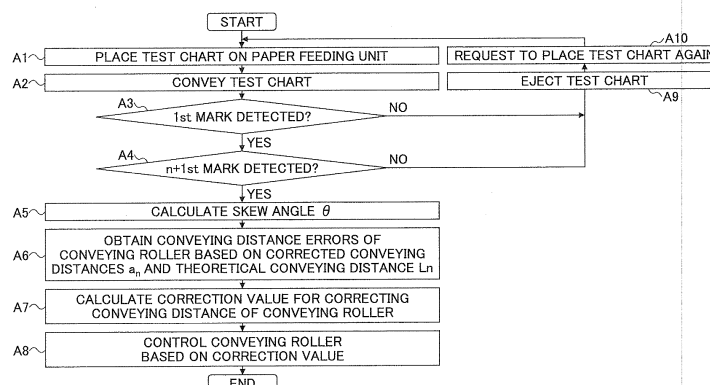 START
A10
A1 PLACE TEST CHART ON PAPER FEEDING UNIT
REQUEST TO PLACE TEST CHART AGAIN
A2 CONVEY TEST CHART
EJECT TEST CHART
A9
A3
1st MARK DETECTED?
NO
YES
A4
n+1st MARK DETECTED?
NO
YES
A5 CALCULATE SKEW ANGLE θ
A6
OBTAIN CONVEYING DISTANCE ERRORS OF
CONVEYING ROLLER BASED ON CORRECTED CONVEYING
DISTANCES an AND THEORETICAL CONVEYING DISTANCE Ln
A7
CALCULATE CORRECTION VALUE FOR CORRECTING
CONVEYING DISTANCE OF CONVEYING ROLLER
A8
CONTROL CONVEYING ROLLER
BASED ON CORRECTION VALUE
END